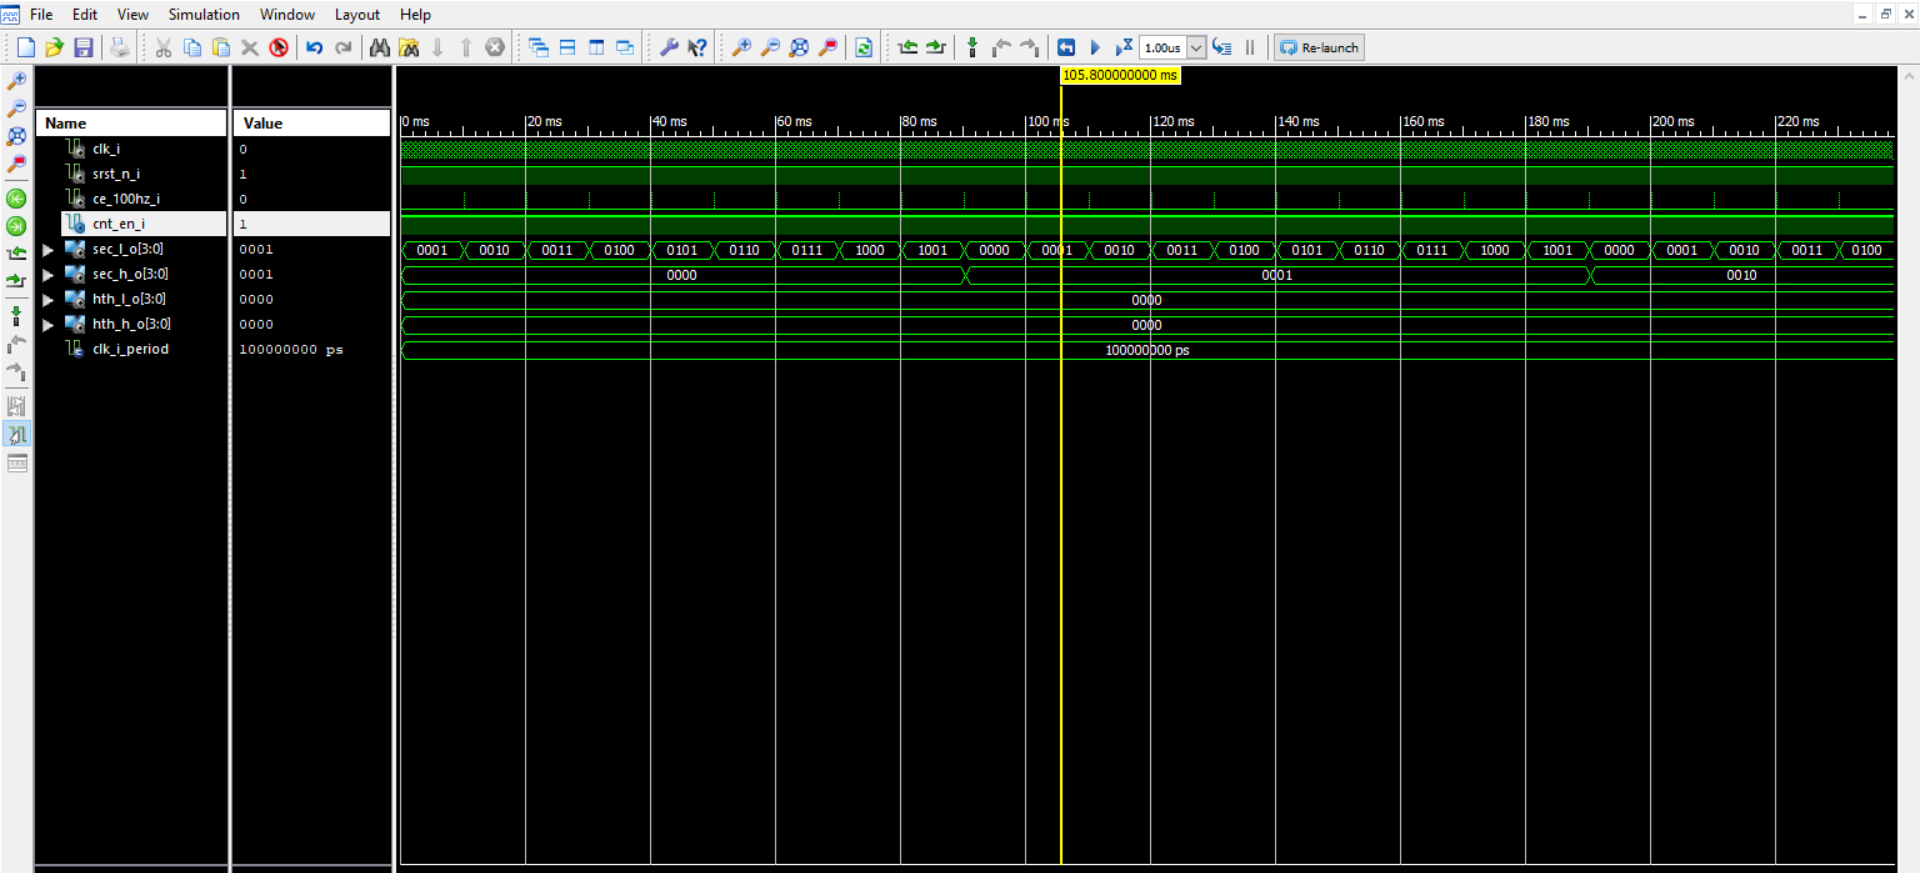 File Edit View Simulation Window Layout Help
1.00us Re-launch
105.800000000 ms
Name Value
0 ms 20 ms 40 ms 60 ms 80 ms 100 ms 120 ms 140 ms 160 ms 180 ms 200 ms 220 ms
clk_i 0
srst_n_i 1
ce_100hz_i 0
cnt_en_i 1
sec_l_o[3:0] 0001 0001 0010 0011 0100 0101 0110 0111 1000 1001 0000 0001 0010 0011 0100 0101 0110 0111 1000 1001 0000 0001 0010 0011 0100
sec_h_o[3:0] 0001 0000 0001 0010
hth_l_o[3:0] 0000 0000
hth_h_o[3:0] 0000 0000
clk_i_period 100000000 ps 100000000 ps